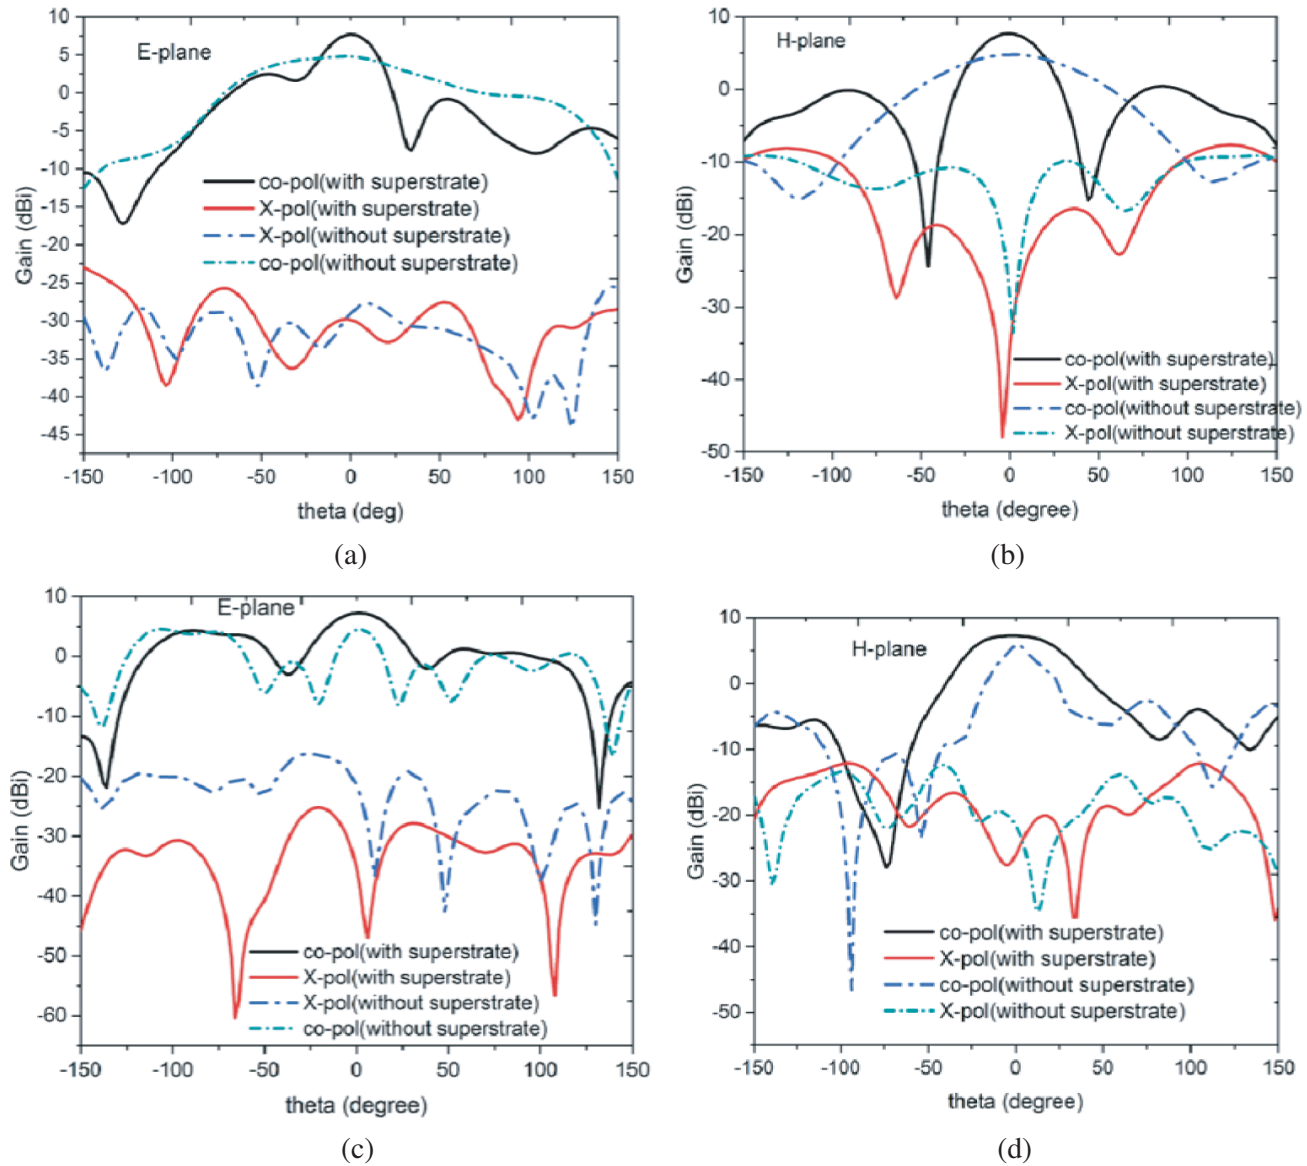 10
5
0
-5
-10
-15
-20
-25
-30
-35
-40
-45
Gain (dBi)
E-plane
co-pol(with superstrate)
X-pol(with superstrate)
X-pol(without superstrate)
co-pol(without superstrate)
-150 -100 -50 0 50 100 150
theta (deg)
(a)
10
0
-10
-20
-30
-40
-50
Gain (dBi)
H-plane
co-pol(with superstrate)
X-pol(with superstrate)
co-pol(without superstrate)
X-pol(without superstrate)
-150 -100 -50 0 50 100 150
theta (degree)
(b)
10
0
-10
-20
-30
-40
-50
-60
Gain (dBi)
E-plane
co-pol(with superstrate)
X-pol(with superstrate)
X-pol(without superstrate)
co-pol(without superstrate)
-150 -100 -50 0 50 100 150
theta (degree)
(c)
10
0
-10
-20
-30
-40
-50
Gain (dBi)
H-plane
co-pol(with superstrate)
X-pol(with superstrate)
co-pol(without superstrate)
X-pol(without superstrate)
-150 -100 -50 0 50 100 150
theta (degree)
(d)